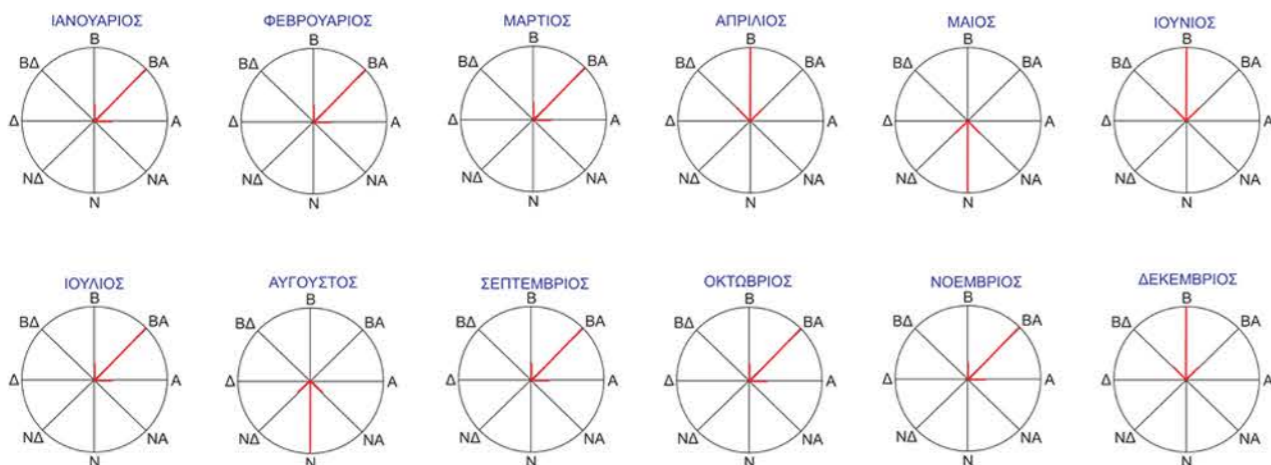 ΙΑΝΟΥΑΡΙΟΣ ΦΕΒΡΟΥΑΡΙΟΣ ΜΑΡΤΙΟΣ ΑΠΡΙΛΙΟΣ ΜΑΙΟΣ ΙΟΥΝΙΟΣ
Β Β Β Β Β Β
ΒΔ ΒΑ ΒΔ ΒΑ ΒΔ ΒΑ ΒΔ ΒΑ ΒΔ ΒΑ ΒΔ ΒΑ
Δ Α Δ Α Δ Α Δ Α Δ Α Δ Α
ΝΔ ΝΑ ΝΔ ΝΑ ΝΔ ΝΑ ΝΔ ΝΑ ΝΔ ΝΑ ΝΔ ΝΑ
Ν Ν Ν Ν Ν Ν
ΙΟΥΛΙΟΣ ΑΥΓΟΥΣΤΟΣ ΣΕΠΤΕΜΒΡΙΟΣ ΟΚΤΩΒΡΙΟΣ ΝΟΕΜΒΡΙΟΣ ΔΕΚΕΜΒΡΙΟΣ
Β Β Β Β Β Β
ΒΔ ΒΑ ΒΔ ΒΑ ΒΔ ΒΑ ΒΔ ΒΑ ΒΔ ΒΑ ΒΔ ΒΑ
Δ Α Δ Α Δ Α Δ Α Δ Α Δ Α
ΝΔ ΝΑ ΝΔ ΝΑ ΝΔ ΝΑ ΝΔ ΝΑ ΝΔ ΝΑ ΝΔ ΝΑ
Ν Ν Ν Ν Ν Ν